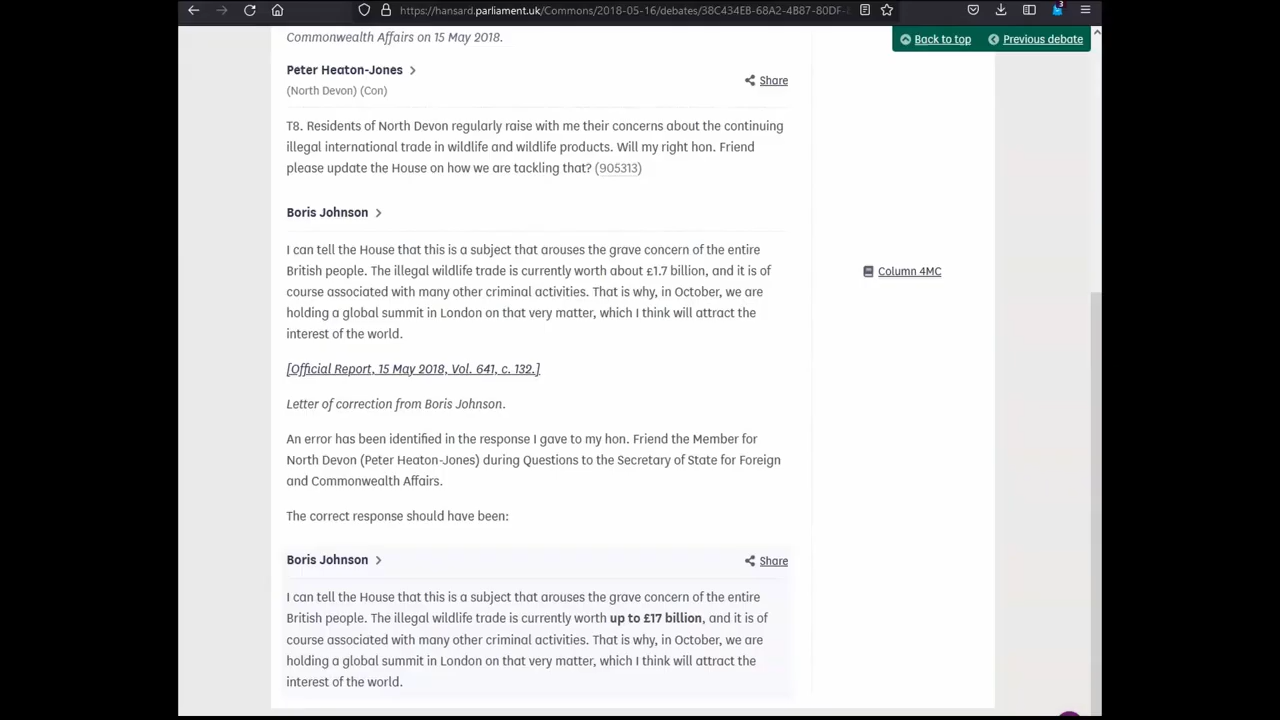 https://hansard.parliament.uk/Commons/2018-05-16/debates/38C434EB-68A2-4B87-80DF-
3
Back to top
Previous debate
Commonwealth Affairs on 15 May 2018.
Peter Heaton-Jones
Share
(North Devon) (Con)
T8. Residents of North Devon regularly raise with me their concerns about the continuing
illegal international trade in wildlife and wildlife products. Will my right hon. Friend
please update the House on how we are tackling that? (905313)
Boris Johnson
I can tell the House that this is a subject that arouses the grave concern of the entire
British people. The illegal wildlife trade is currently worth about £1.7 billion, and it is of
Column 4MC
course associated with many other criminal activities. That is why, in October, we are
holding a global summit in London on that very matter, which I think will attract the
interest of the world.
[Official Report, 15 May 2018, Vol. 641, c. 132.]
Letter of correction from Boris Johnson.
An error has been identified in the response I gave to my hon. Friend the Member for
North Devon (Peter Heaton-Jones) during Questions to the Secretary of State for Foreign
and Commonwealth Affairs.
The correct response should have been:
Boris Johnson
Share
I can tell the House that this is a subject that arouses the grave concern of the entire
British people. The illegal wildlife trade is currently worth up to £17 billion, and it is of
course associated with many other criminal activities. That is why, in October, we are
holding a global summit in London on that very matter, which I think will attract the
interest of the world.